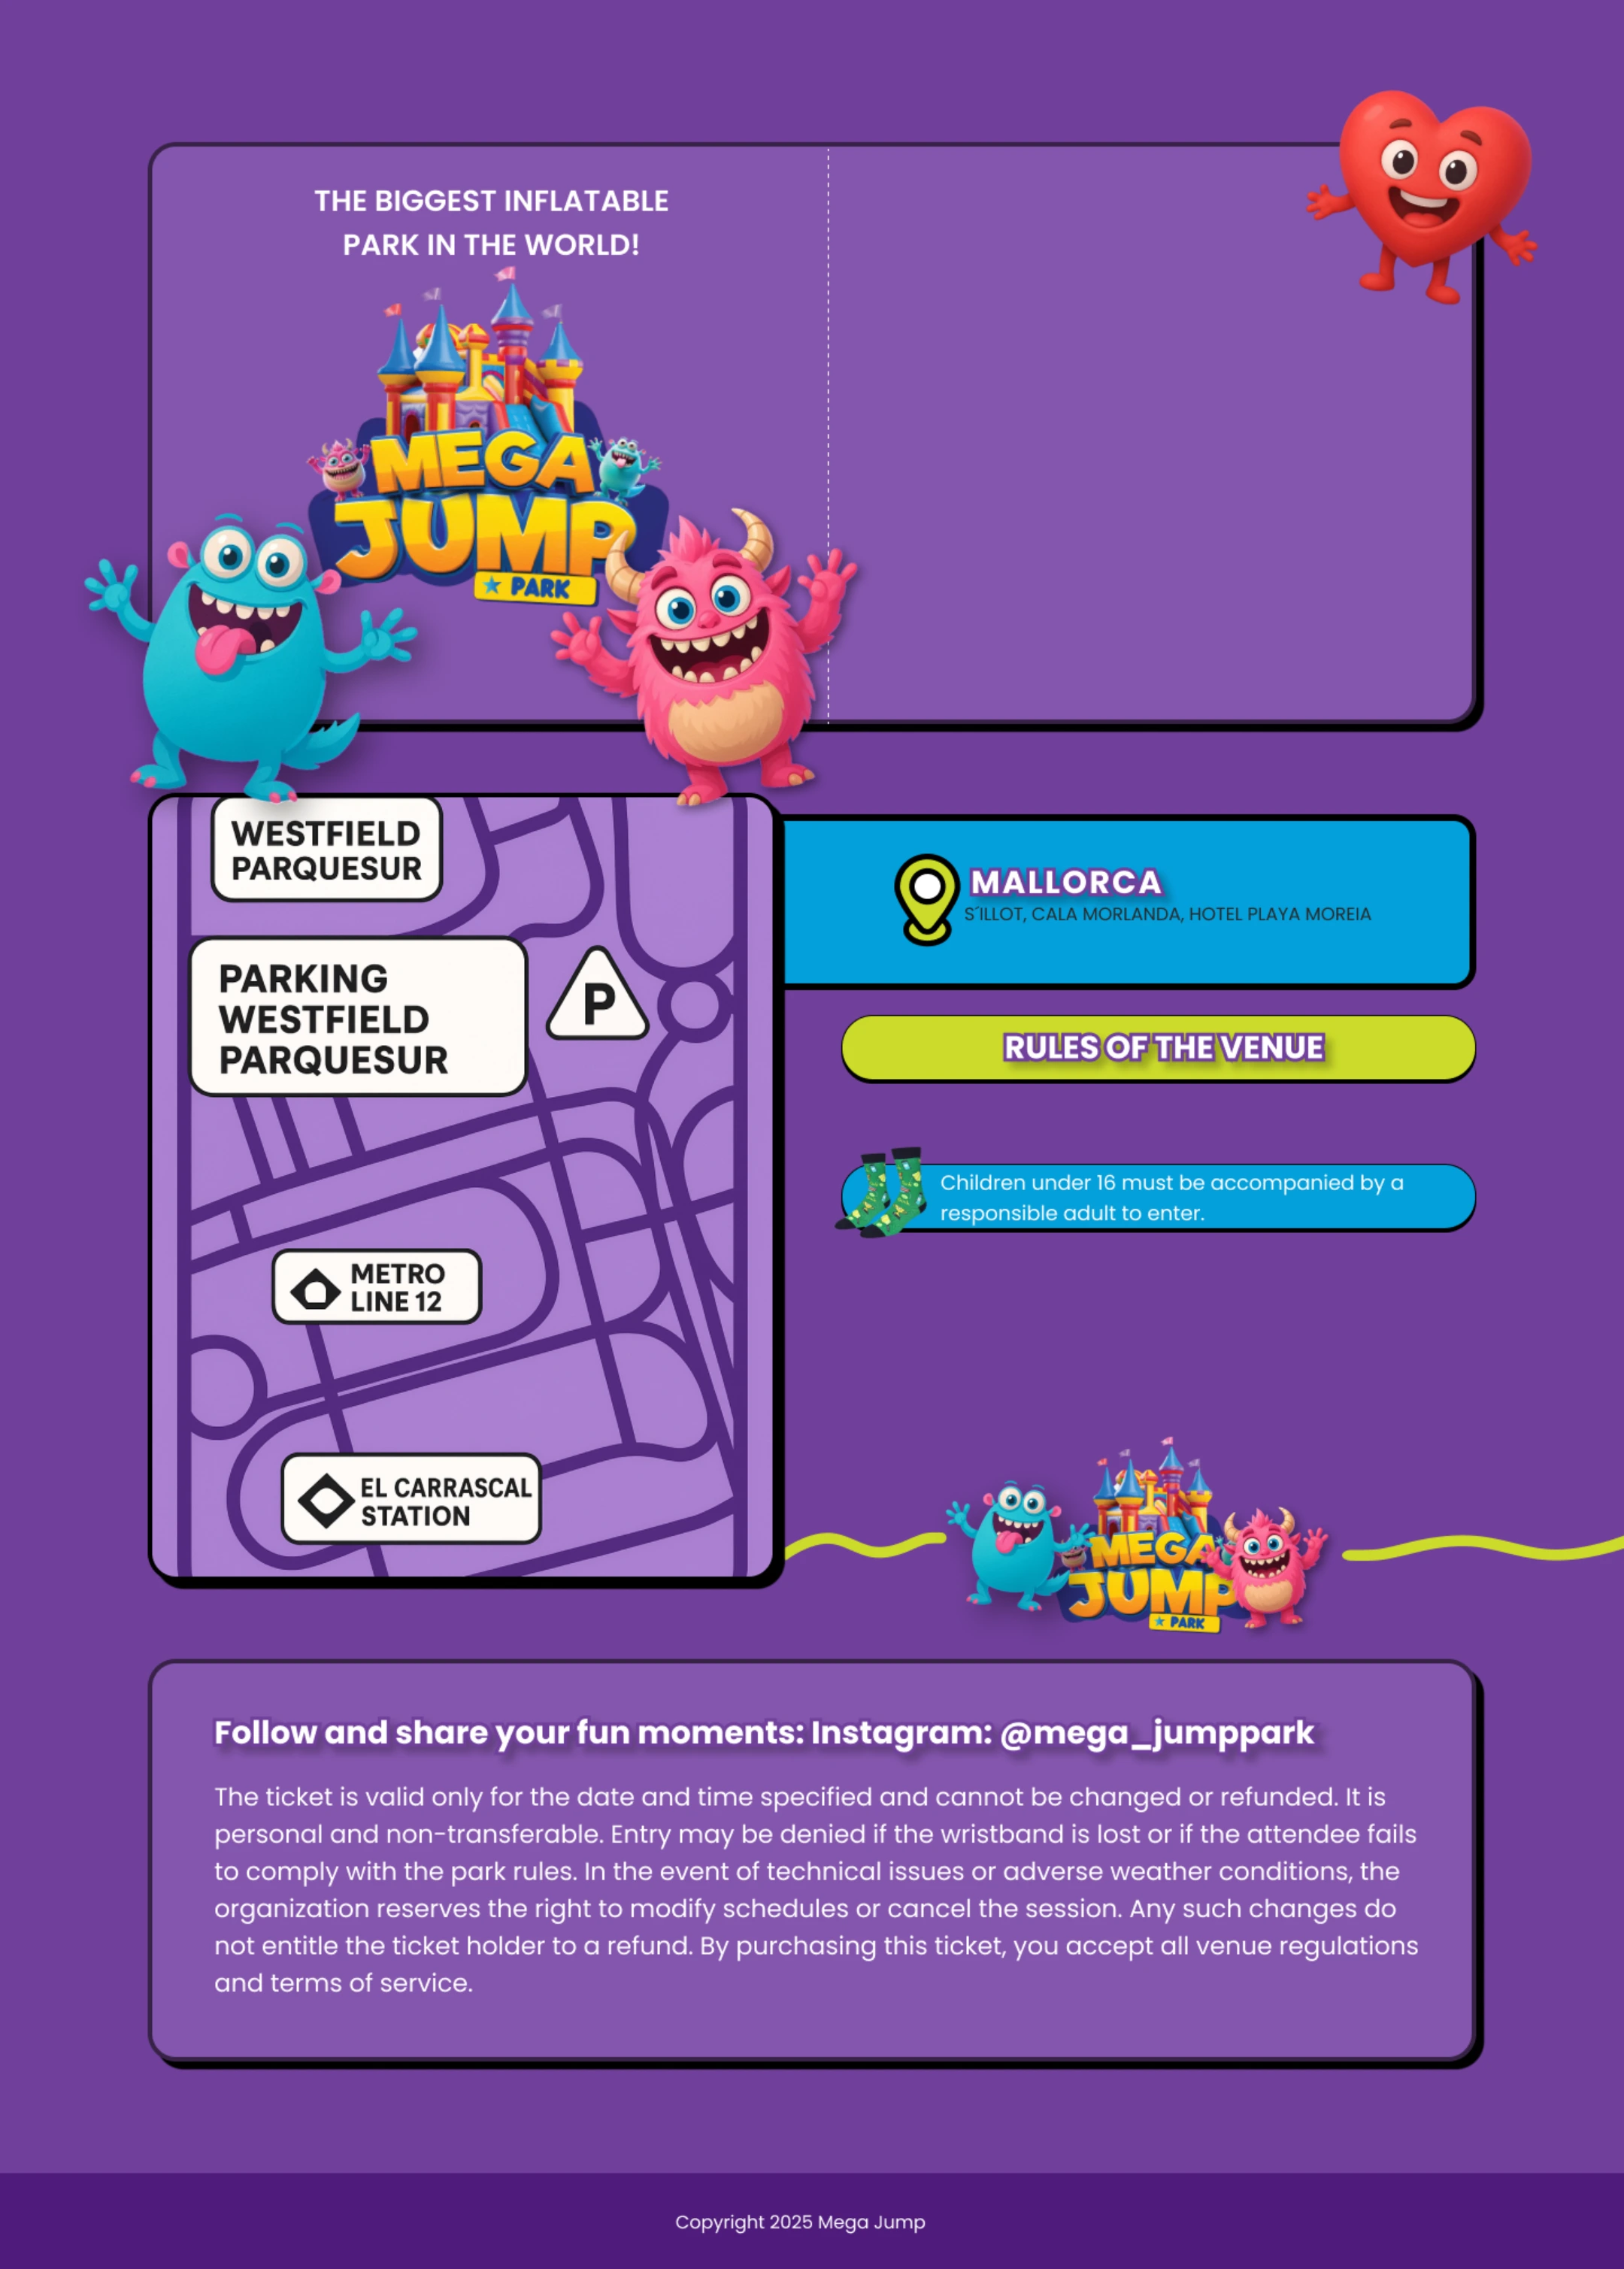 THE BIGGEST INFLATABLE
PARK IN THE WORLD!
MEGA
JUMP
PARK
WESTFIELD
PARQUESUR
PARKING
WESTFIELD
PARQUESUR
P
METRO
LINE 12
EL CARRASCAL
STATION
MALLORCA
S´ILLOT, CALA MORLANDA, HOTEL PLAYA MOREIA
RULES OF THE VENUE
Children under 16 must be accompanied by a
responsible adult to enter.
MEGA
JUMP
PARK
Follow and share your fun moments: Instagram: @mega_jumppark
The ticket is valid only for the date and time specified and cannot be changed or refunded. It is
personal and non-transferable. Entry may be denied if the wristband is lost or if the attendee fails
to comply with the park rules. In the event of technical issues or adverse weather conditions, the
organization reserves the right to modify schedules or cancel the session. Any such changes do
not entitle the ticket holder to a refund. By purchasing this ticket, you accept all venue regulations
and terms of service.
Copyright 2025 Mega Jump